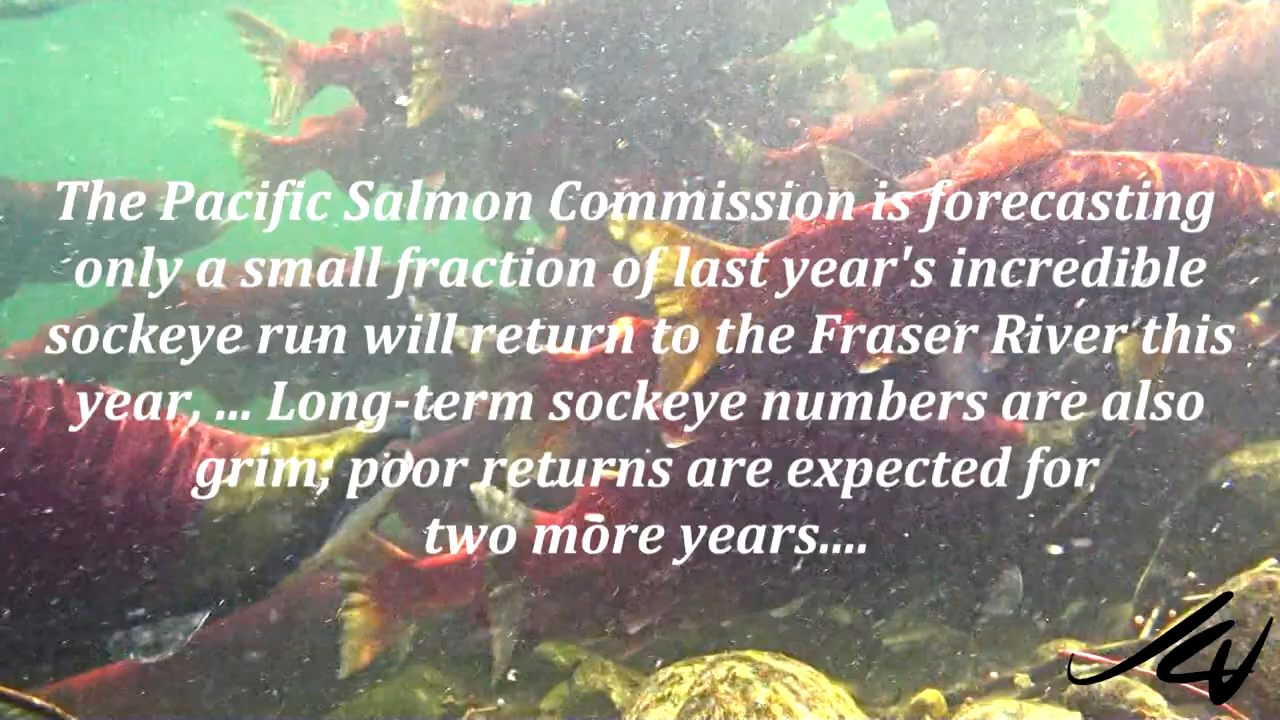 The Pacific Salmon Commission is forecasting
only a small fraction of last year's incredible
sockeye run will return to the Fraser River this
year, ... Long-term sockeye numbers are also
grim; poor returns are expected for
two more years....